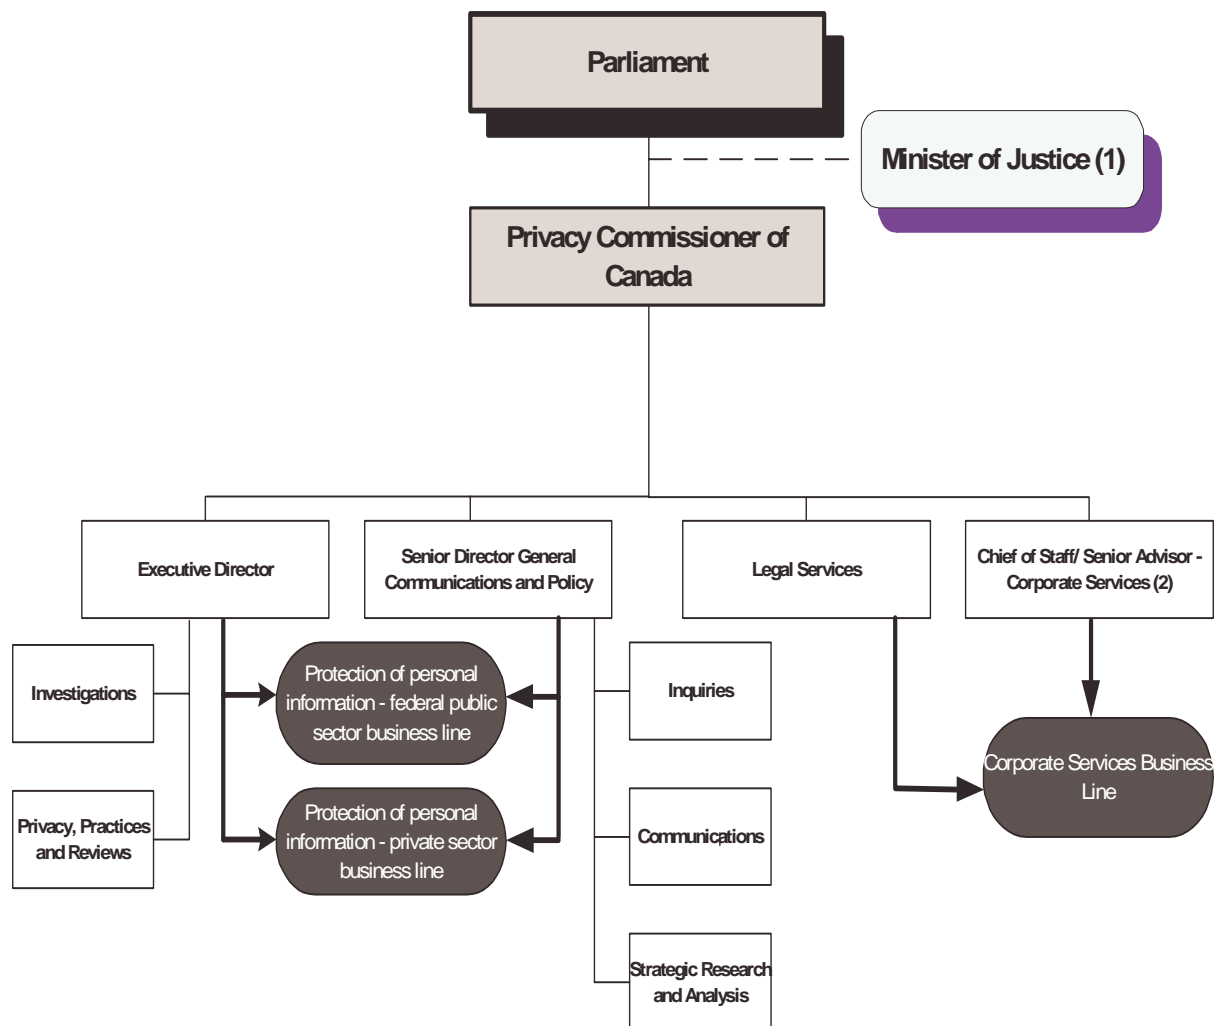 Parliament
Minister of Justice (1)
Privacy Commissioner of
Canada
Executive Director
Senior Director General
Communications and Policy
Legal Services
Chief of Staff/ Senior Advisor -
Corporate Services (2)
Investigations
Protection of personal
information - federal public
sector business line
Inquiries
Corporate Services Business
Line
Privacy, Practices
and Reviews
Protection of personal
information - private sector
business line
Communications
Strategic Research
and Analysis